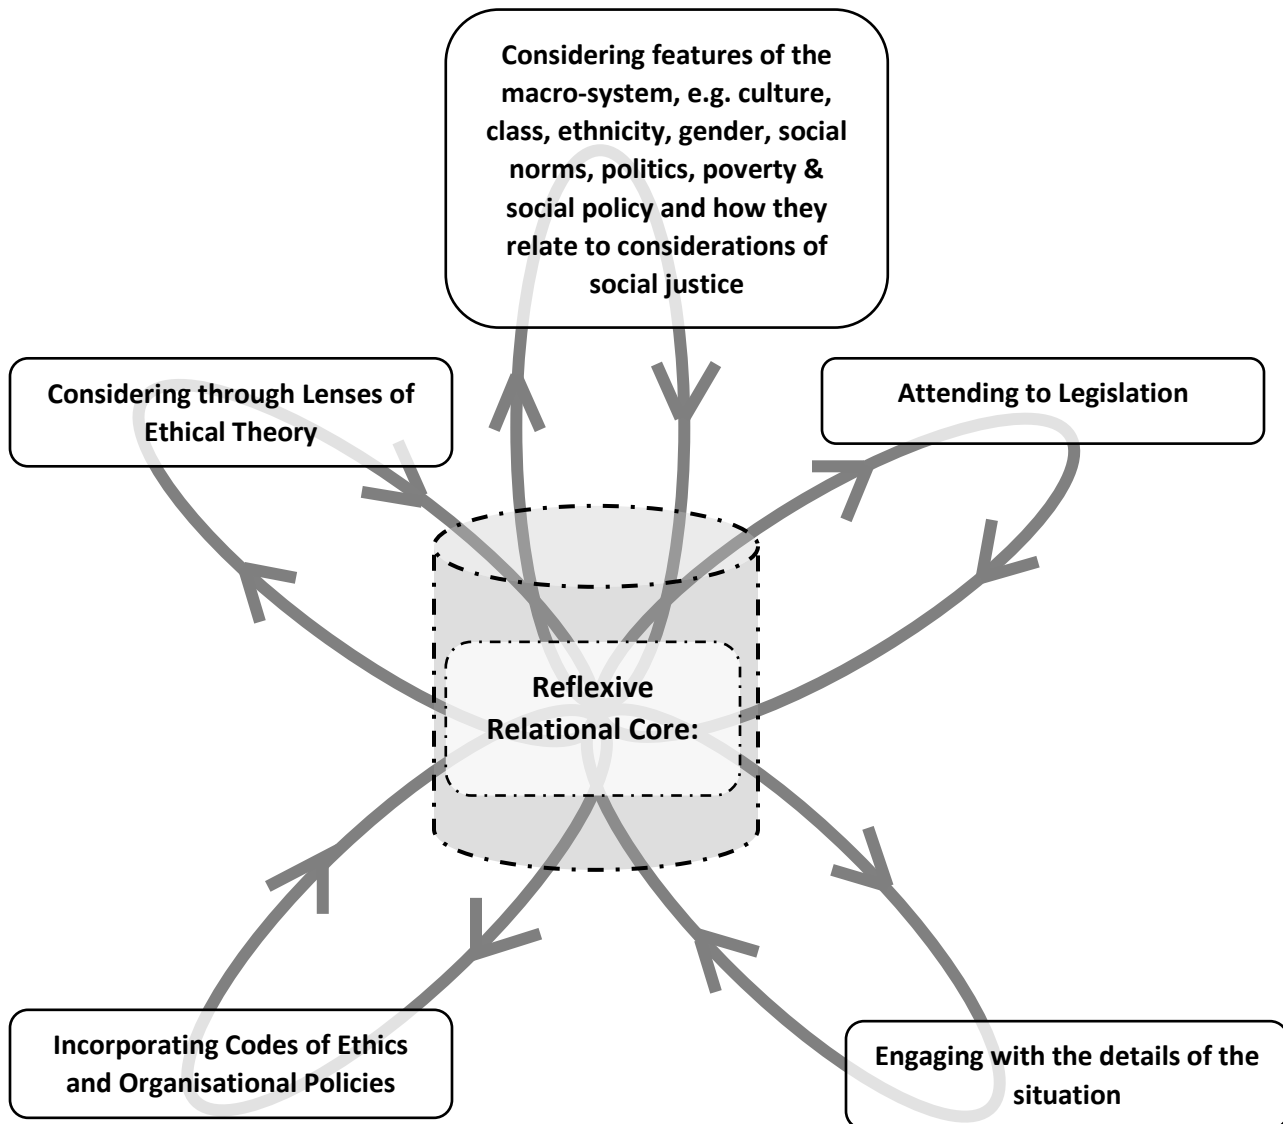 Considering features of the
macro-system, e.g. culture,
class, ethnicity, gender, social
norms, politics, poverty &
social policy and how they
relate to considerations of
social justice
Considering through Lenses of
Ethical Theory
Attending to Legislation
Reflexive
Relational Core:
Incorporating Codes of Ethics
and Organisational Policies
Engaging with the details of the
situation